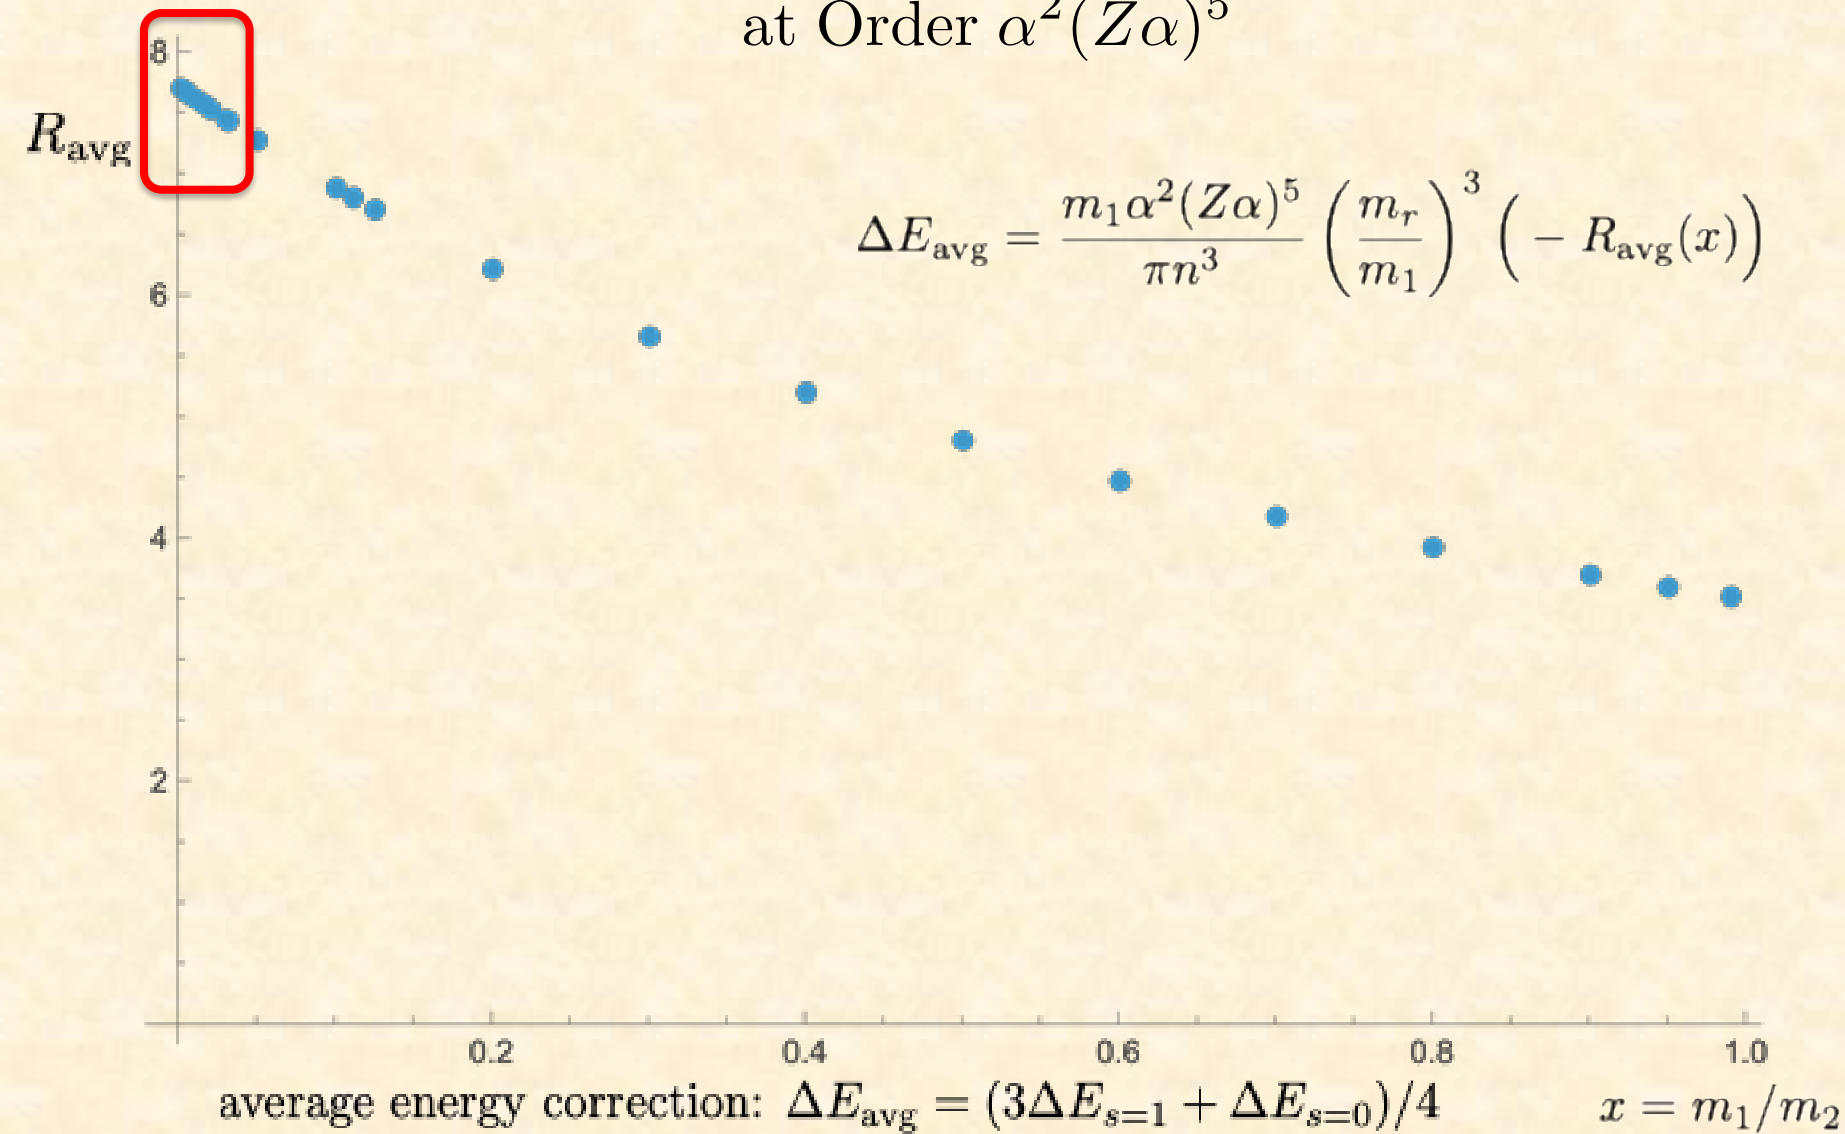 at Order α²(Zα)⁵
8
R_avg
ΔE_avg = m₁α²(Zα)⁵/πn³ (m_r/m₁)³ ( − R_avg(x))
6
4
2
0.2 0.4 0.6 0.8 1.0
average energy correction: ΔE_avg = (3ΔE_{s=1} + ΔE_{s=0})/4 x = m₁/m₂